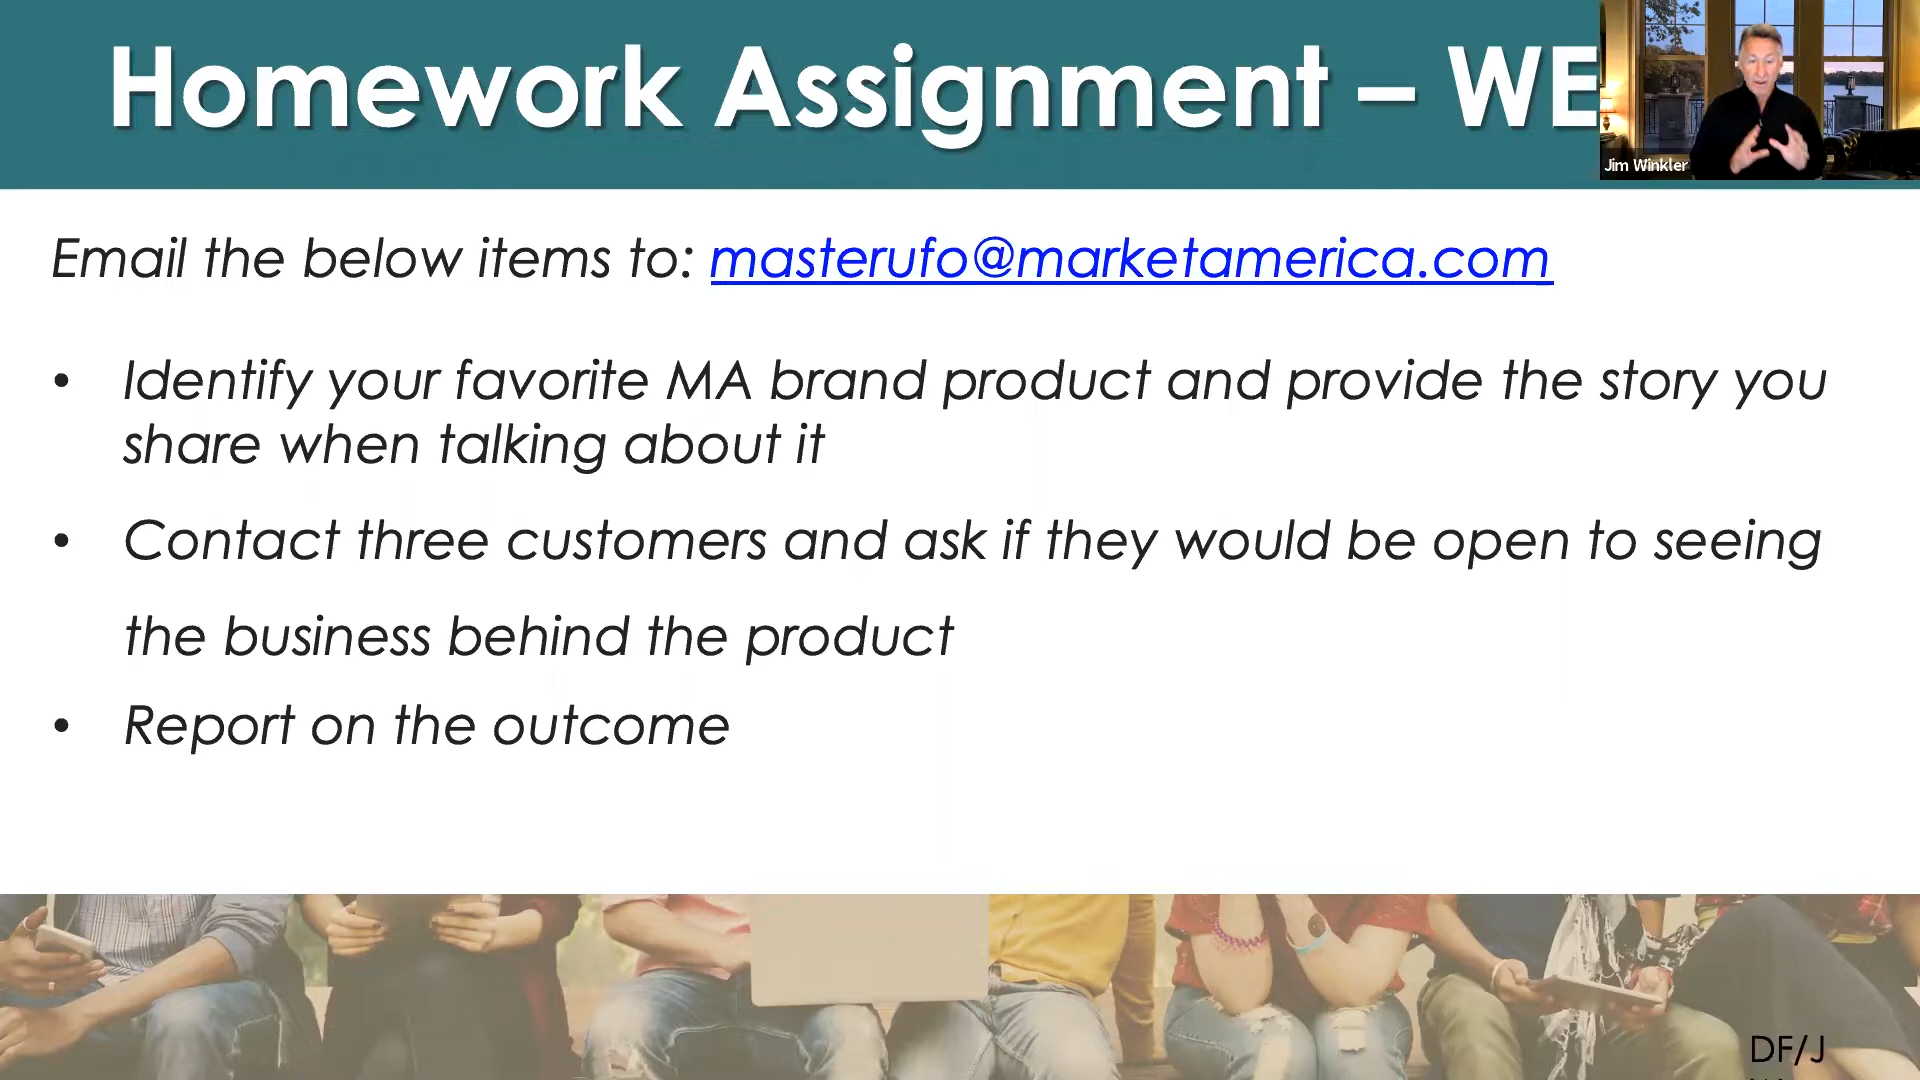 Homework Assignment – WE
Jim Winkler
Email the below items to: masterufo@marketamerica.com
• Identify your favorite MA brand product and provide the story you
share when talking about it
• Contact three customers and ask if they would be open to seeing
the business behind the product
• Report on the outcome
DF/J